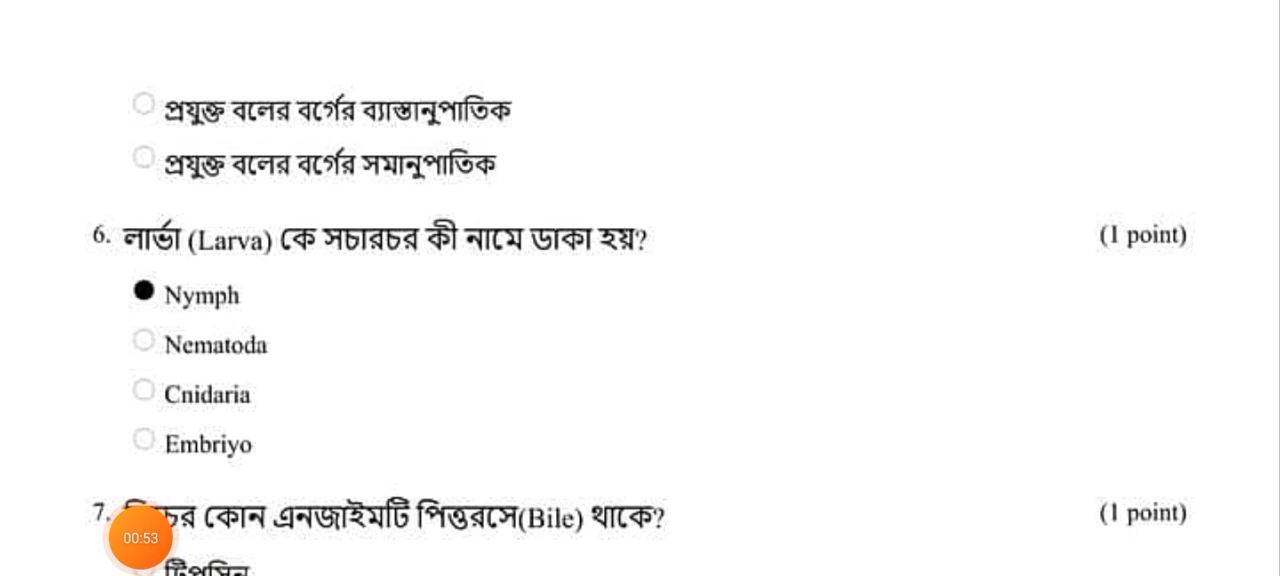 প্রযুক্ত বলের বর্গের ব্যাস্তানুপাতিক
প্রযুক্ত বলের বর্গের সমানুপাতিক
6. লার্ভা (Larva) কে সচারচর কী নামে ডাকা হয়? (1 point)
Nymph
Nematoda
Cnidaria
Embriyo
7. কোন এনজাইমটি পিত্তরসে(Bile) থাকে? (1 point)
00:53